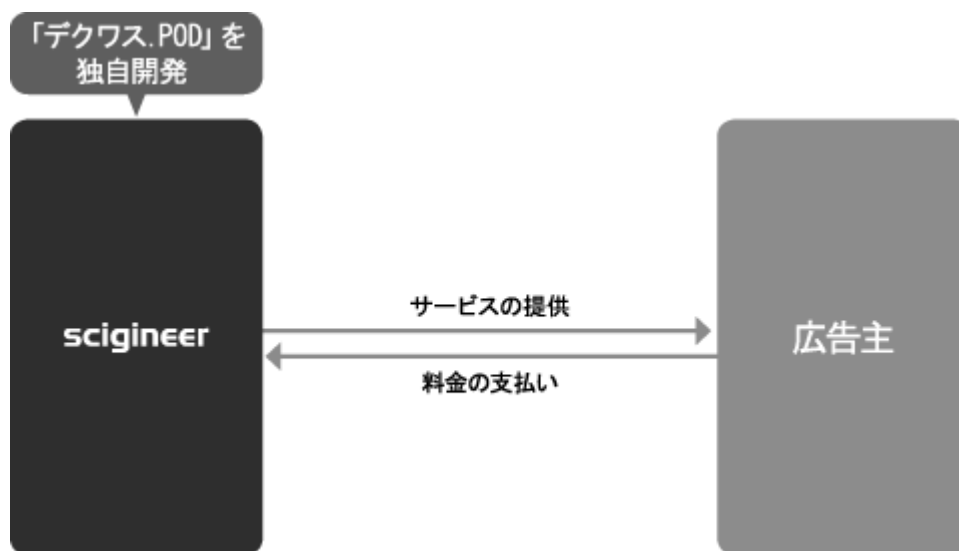 「デクワス.POD」を
独自開発
サービスの提供
scigineer
広告主
料金の支払い